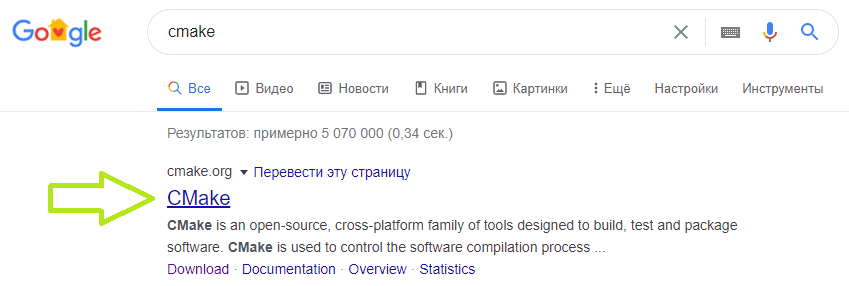 Google
cmake
Все Видео Новости Книги Картинки Ещё Настройки Инструменты
Результатов: примерно 5 070 000 (0,34 сек.)
cmake.org Перевести эту страницу
CMake
CMake is an open-source, cross-platform family of tools designed to build, test and package
software. CMake is used to control the software compilation process ...
Download · Documentation · Overview · Statistics